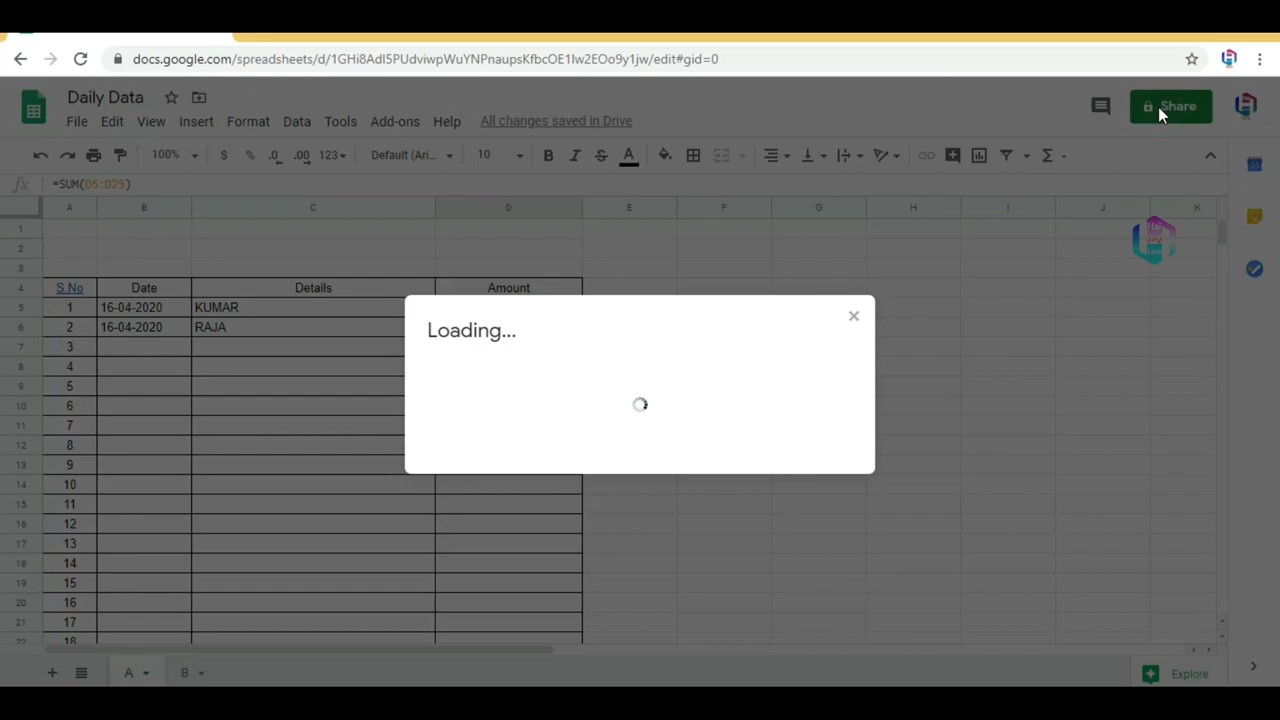 docs.google.com/spreadsheets/d/1GHi8AdI5PUdviwpWuYNPnaupsKfbcOE1lw2EOo9y1jw/edit#gid=0
Daily Data
Share
File Edit View Insert Format Data Tools Add-ons Help All changes saved in Drive
100% $ % .0 .00 123 Default (Ari... 10 B I S A Σ
fx =SUM(D5:D29)
A B C D E F G H I J K
1
2
3
4 S.No Date Details Amount
5 1 16-04-2020 KUMAR
6 2 16-04-2020 RAJA
7 3
8 4
9 5
10 6
11 7
12 8
13 9
14 10
15 11
16 12
17 13
18 14
19 15
20 16
21 17
22 18
Loading...
Hai
+ A B
Explore